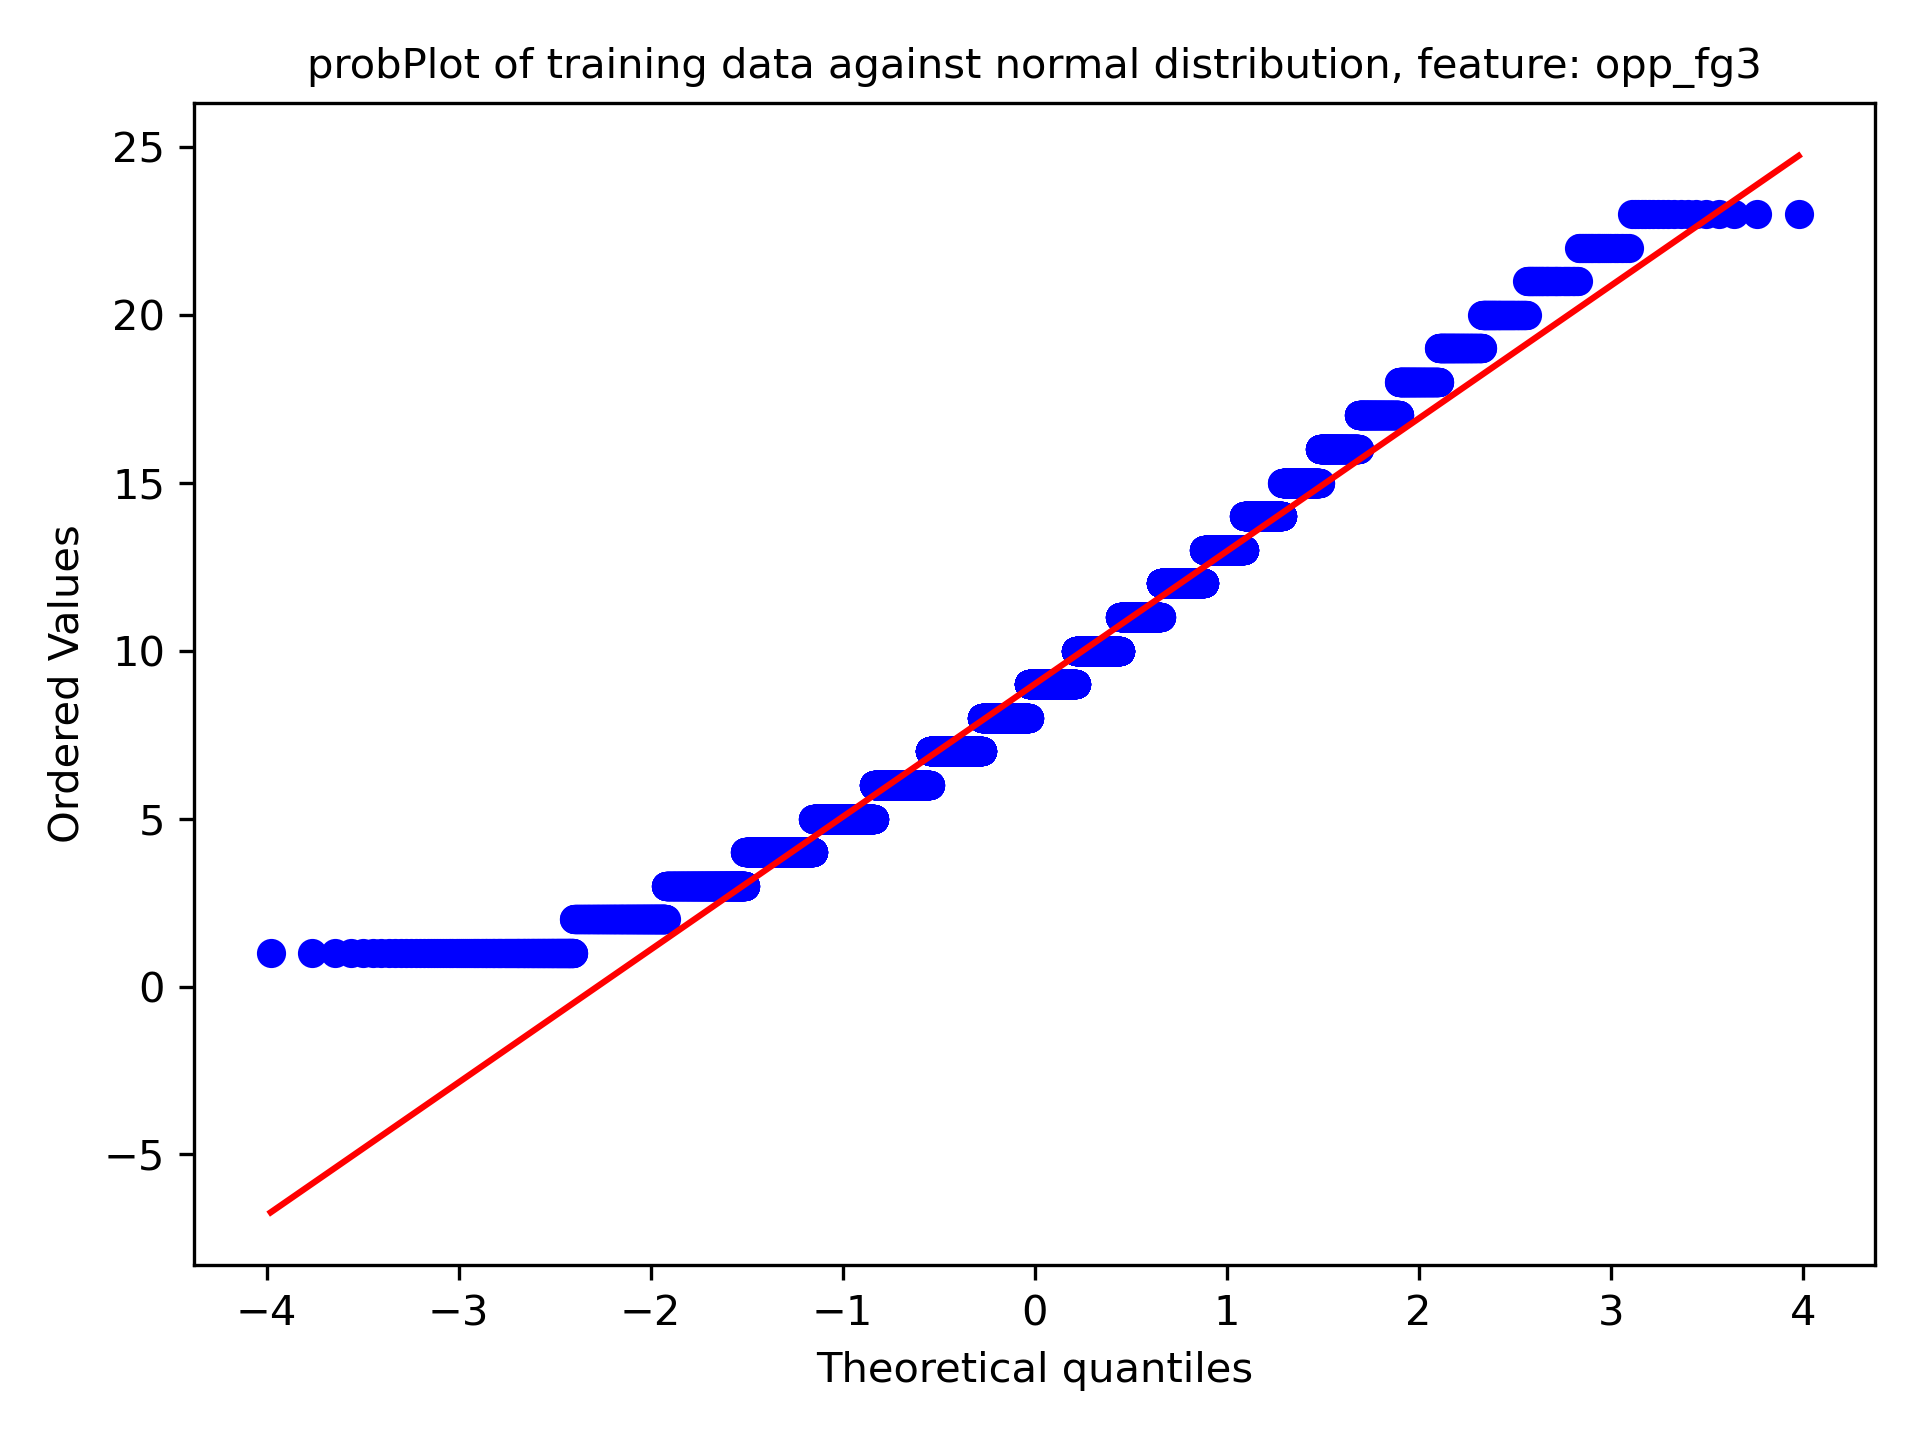 probPlot of training data against normal distribution, feature: opp_fg3
25
20
15
10
5
0
−5
Ordered Values
−4 −3 −2 −1 0 1 2 3 4
Theoretical quantiles